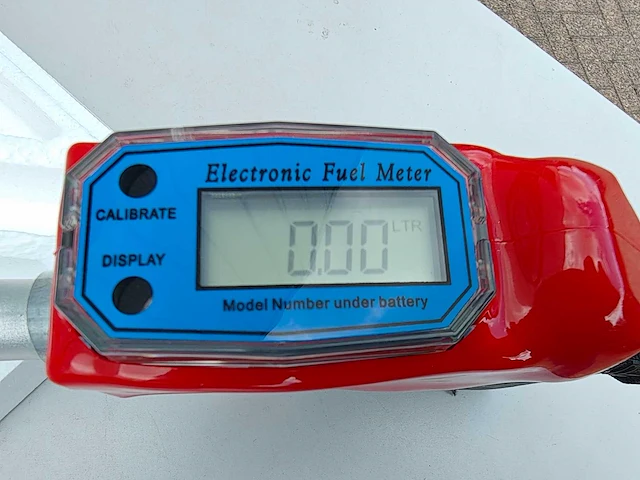 Electronic Fuel Meter
CALIBRATE
0.00 LTR
DISPLAY
Model Number under battery